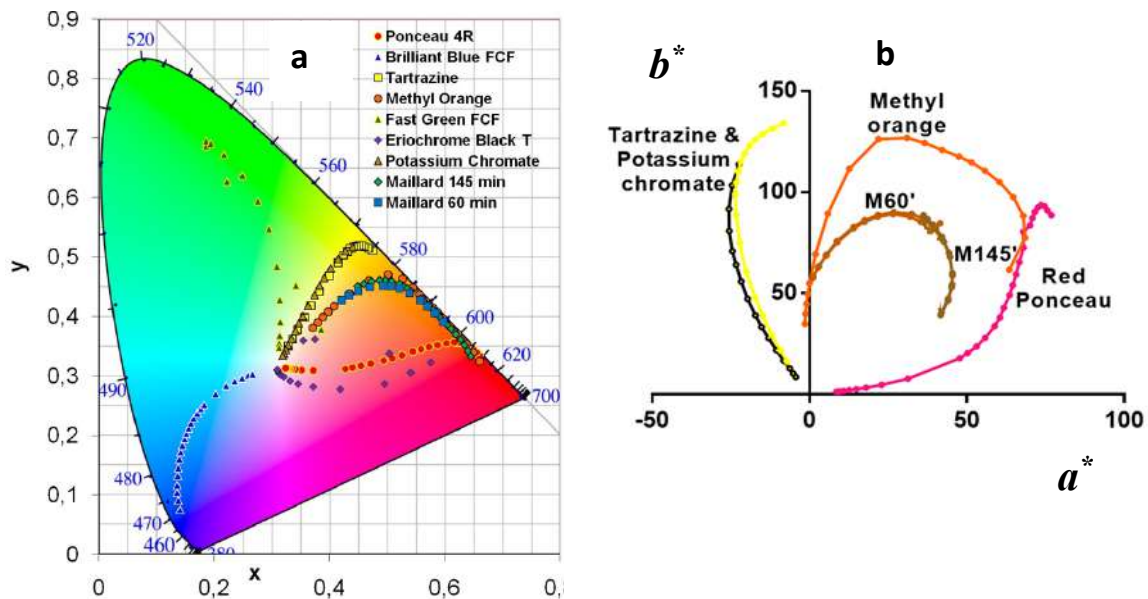 a
Ponceau 4R
Brilliant Blue FCF
Tartrazine
Methyl Orange
Fast Green FCF
Eriochrome Black T
Potassium Chromate
Maillard 145 min
Maillard 60 min
0,9
0,8
0,7
0,6
0,5
0,4
0,3
0,2
0,1
0
y
520
540
560
580
600
620
700
490
480
470
460
380
x
0
0,2
0,4
0,6
0,8
b*
b
150
100
50
Tartrazine &
Potassium
chromate
Methyl
orange
M60'
M145'
Red
Ponceau
-50
0
50
100
a*